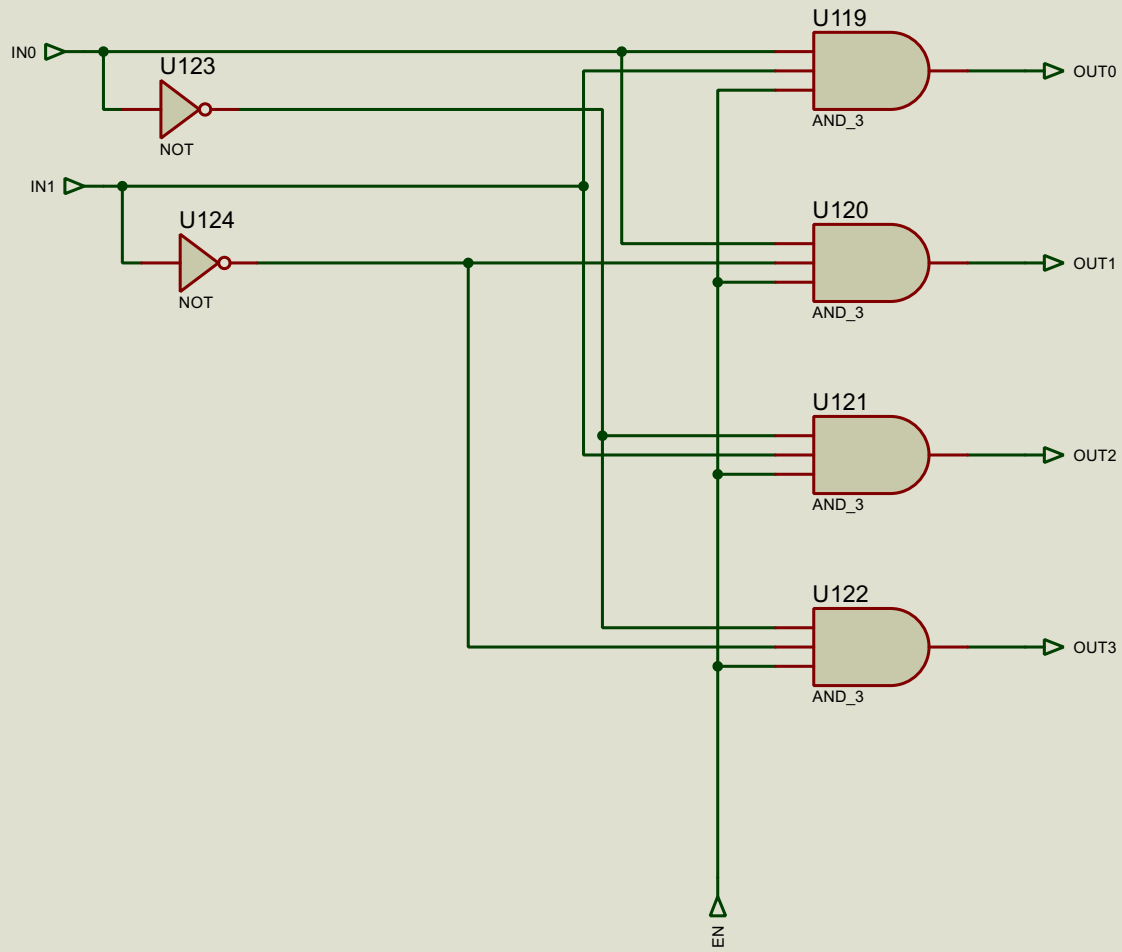 U119
IN0
U123
OUT0
AND_3
NOT
IN1
U120
U124
OUT1
NOT
AND_3
U121
OUT2
AND_3
U122
OUT3
AND_3
EN